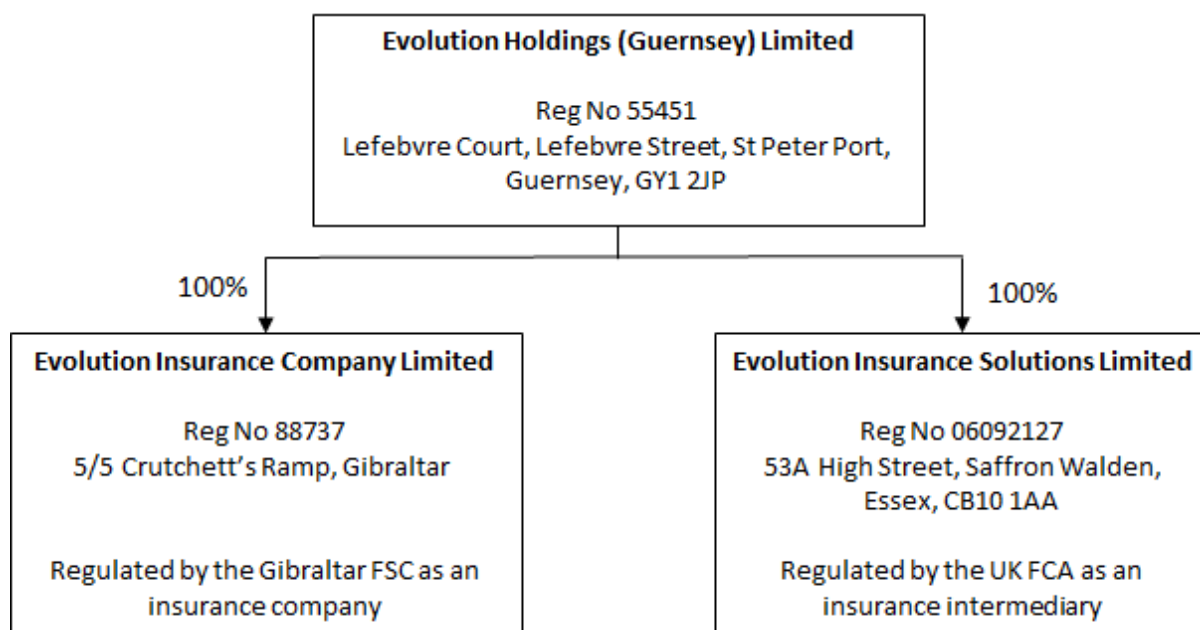 Evolution Holdings (Guernsey) Limited
Reg No 55451
Lefebvre Court, Lefebvre Street, St Peter Port,
Guernsey, GY1 2JP
100%
100%
Evolution Insurance Company Limited
Reg No 88737
5/5 Crutchett’s Ramp, Gibraltar
Regulated by the Gibraltar FSC as an
insurance company
Evolution Insurance Solutions Limited
Reg No 06092127
53A High Street, Saffron Walden,
Essex, CB10 1AA
Regulated by the UK FCA as an
insurance intermediary